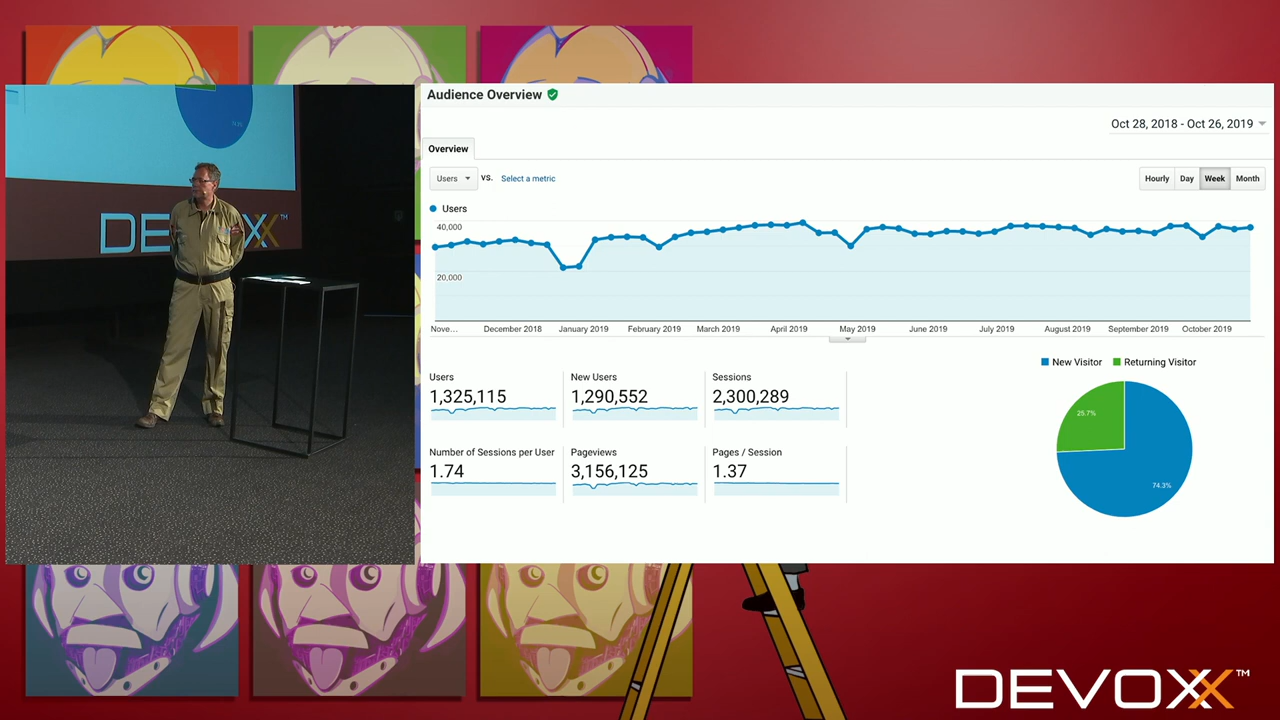 DEVOXX™
Audience Overview
Oct 28, 2018 - Oct 26, 2019
Overview
Users
VS.
Select a metric
Hourly
Day
Week
Month
Users
40,000
20,000
Nove…
December 2018
January 2019
February 2019
March 2019
April 2019
May 2019
June 2019
July 2019
August 2019
September 2019
October 2019
New Visitor
Returning Visitor
Users
1,325,115
New Users
1,290,552
Sessions
2,300,289
25.7%
74.3%
Number of Sessions per User
1.74
Pageviews
3,156,125
Pages / Session
1.37
DEVOXX™